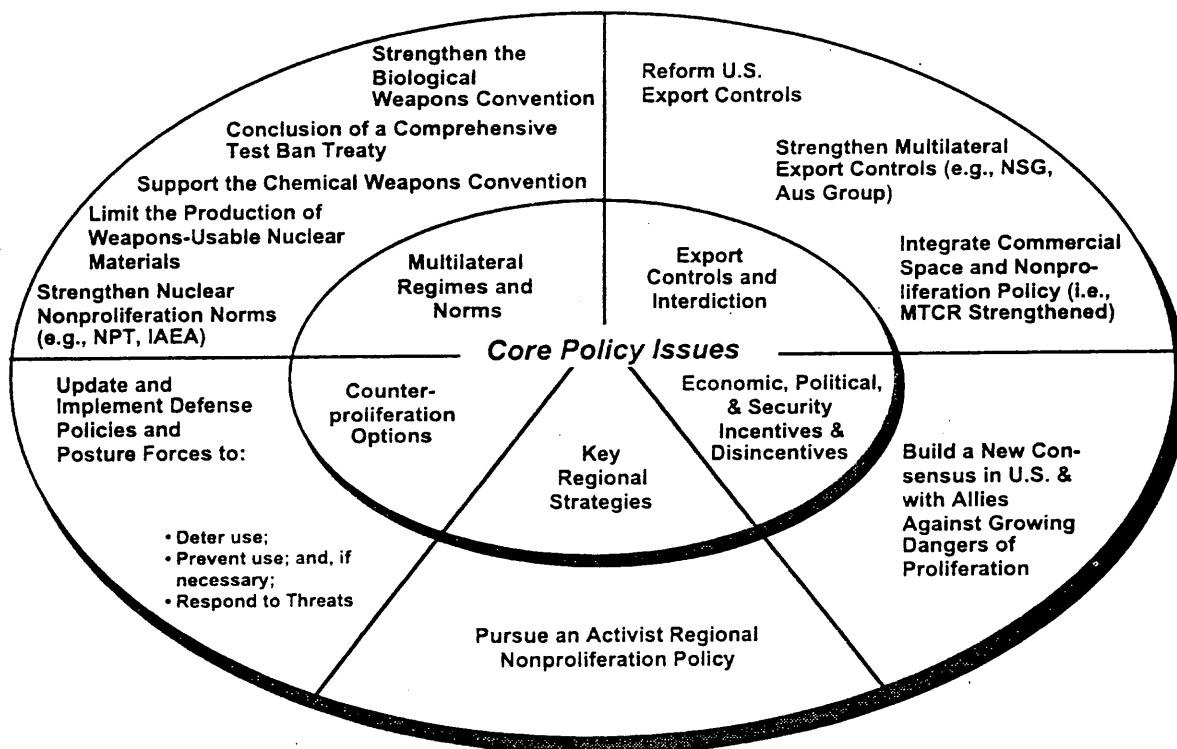 Strengthen the
Biological
Weapons Convention
Conclusion of a Comprehensive
Test Ban Treaty
Support the Chemical Weapons Convention
Limit the Production of
Weapons-Usable Nuclear
Materials
Strengthen Nuclear
Nonproliferation Norms
(e.g., NPT, IAEA)
Reform U.S.
Export Controls
Strengthen Multilateral
Export Controls (e.g., NSG,
Aus Group)
Integrate Commercial
Space and Nonpro-
liferation Policy (i.e.,
MTCR Strengthened)
Multilateral
Regimes and
Norms
Export
Controls and
Interdiction
Core Policy Issues
Counter-
proliferation
Options
Key
Regional
Strategies
Economic, Political,
& Security
Incentives &
Disincentives
Update and
Implement Defense
Policies and
Posture Forces to:
• Deter use;
• Prevent use; and, if
necessary;
• Respond to Threats
Pursue an Activist Regional
Nonproliferation Policy
Build a New Con-
sensus in U.S. &
with Allies
Against Growing
Dangers of
Proliferation